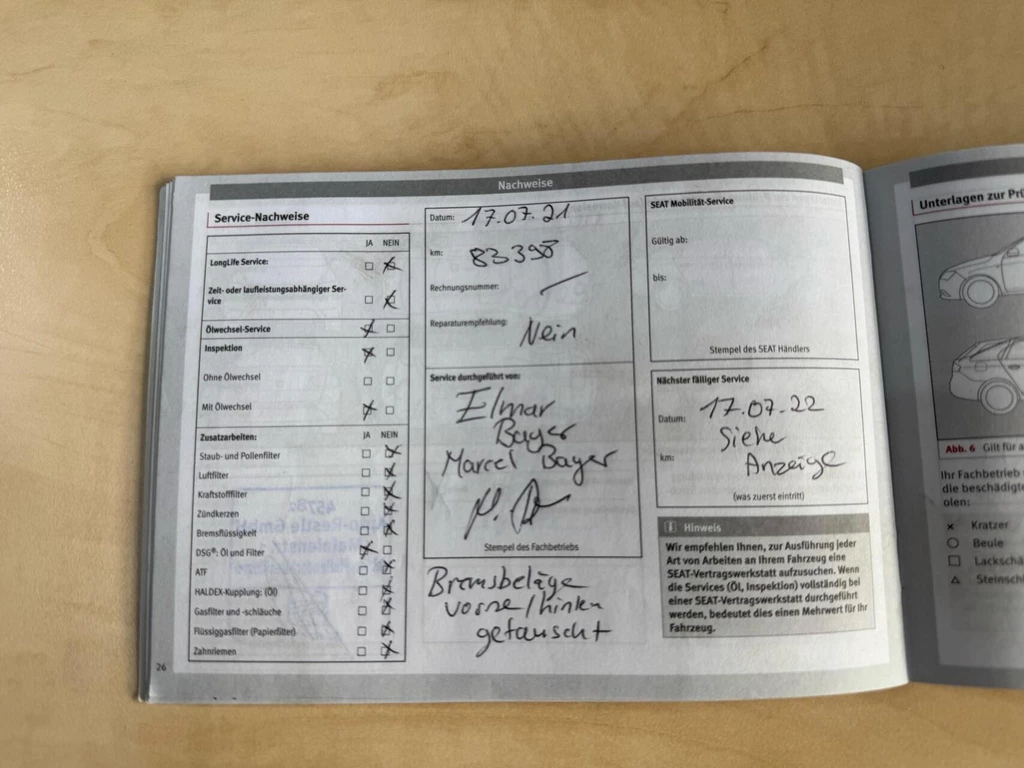 Nachweise
Service-Nachweise
JA NEIN
LongLife Service:
Zeit- oder laufleistungsabhängiger Ser-
vice
Ölwechsel-Service
Inspektion
Ohne Ölwechsel
Mit Ölwechsel
Zusatzarbeiten: JA NEIN
Staub- und Pollenfilter
Luftfilter
Kraftstofffilter
Zündkerzen
Bremsflüssigkeit
DSG®: Öl und Filter
ATF
HALDEX-Kupplung: (Öl)
Gasfilter und -schläuche
Flüssiggasfilter (Papierfilter)
Zahnriemen
26
Datum: 17.07.21
km: 83398
Rechnungsnummer: /
Reparaturempfehlung: Nein
Service durchgeführt von:
Elmar
Bayer
Marcel Bayer
Stempel des Fachbetriebs
Bremsbeläge
vorne/hinten
getauscht
SEAT Mobilität-Service
Gültig ab:
bis:
Stempel des SEAT Händlers
Nächster fälliger Service
Datum: 17.07.22
Siehe
km: Anzeige
(was zuerst eintritt)
Hinweis
Wir empfehlen Ihnen, zur Ausführung jeder
Art von Arbeiten an Ihrem Fahrzeug eine
SEAT-Vertragswerkstatt aufzusuchen. Wenn
die Services (Öl, Inspektion) vollständig bei
einer SEAT-Vertragswerkstatt durchgeführt
werden, bedeutet dies einen Mehrwert für Ihr
Fahrzeug.
Unterlagen zur
Abb. 6 Gilt für
Ihr Fachbetrieb
die beschädigte
olen:
Kratzer
Beule